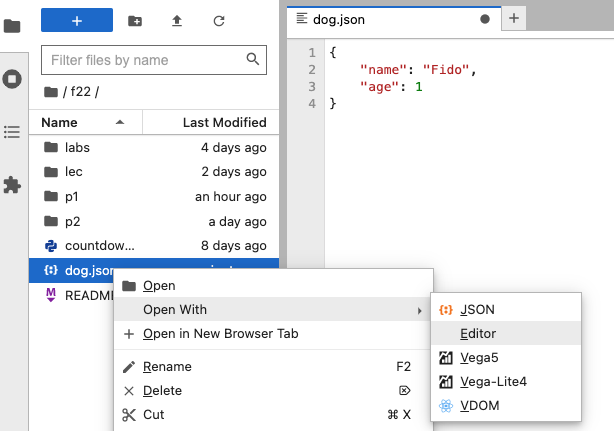 dog.json
Filter files by name
/ f22 /
Name Last Modified
labs 4 days ago
lec 2 days ago
p1 an hour ago
p2 a day ago
countdow... 8 days ago
dog.json
README
1 {
2 "name": "Fido",
3 "age": 1
4 }
Open
Open With
Open in New Browser Tab
Rename F2
Delete
Cut ⌘ X
JSON
Editor
Vega5
Vega-Lite4
VDOM